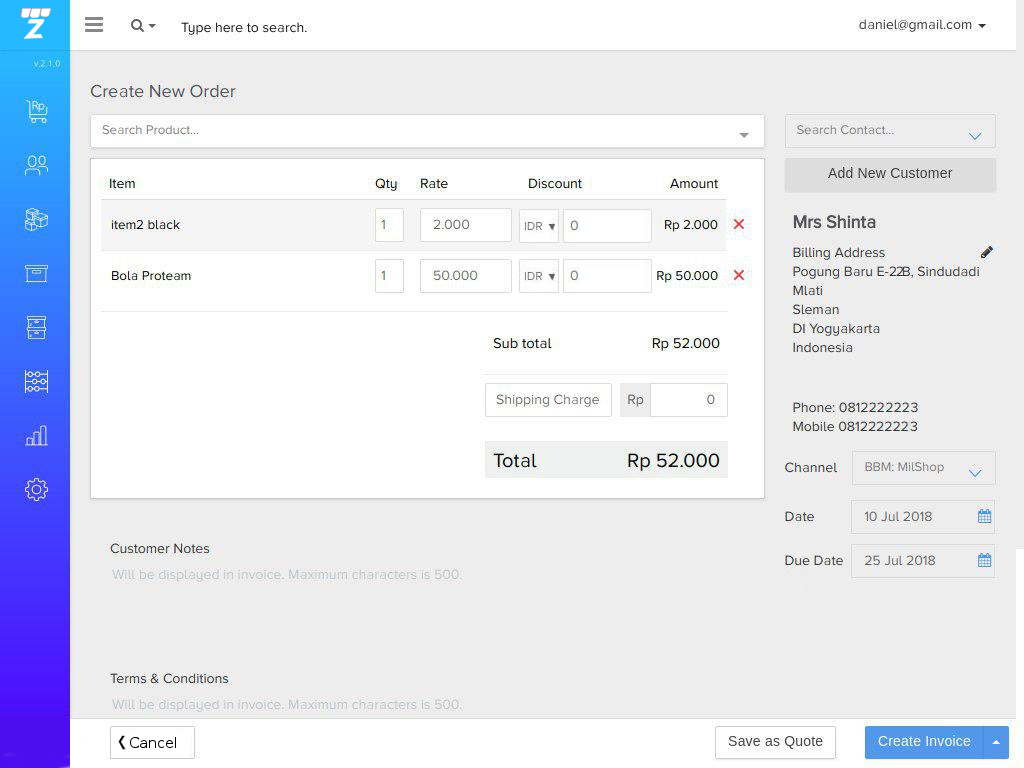 Type here to search.
daniel@gmail.com
v.2.1.0
Rp
Create New Order
Search Product...
Search Contact...
Add New Customer
Item Qty Rate Discount Amount
item2 black 1 2.000 IDR 0 Rp 2.000
Bola Proteam 1 50.000 IDR 0 Rp 50.000
Sub total Rp 52.000
Shipping Charge Rp 0
Total Rp 52.000
Mrs Shinta
Billing Address
Pogung Baru E-22B, Sindudadi
Mlati
Sleman
DI Yogyakarta
Indonesia
Phone: 0812222223
Mobile 0812222223
Channel BBM: MilShop
Date 10 Jul 2018
Due Date 25 Jul 2018
Customer Notes
Will be displayed in invoice. Maximum characters is 500.
Terms & Conditions
Will be displayed in invoice. Maximum characters is 500.
Cancel
Save as Quote
Create Invoice